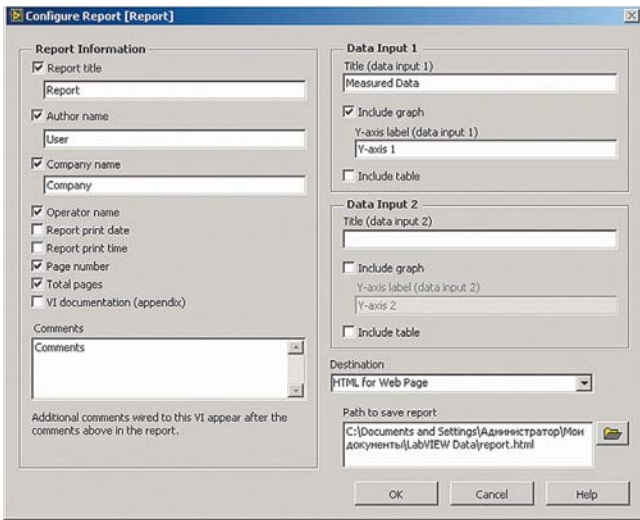 Configure Report [Report]
Report Information
Report title
Report
Author name
User
Company name
Company
Operator name
Report print date
Report print time
Page number
Total pages
VI documentation (appendix)
Comments
Comments
Additional comments wired to this VI appear after the
comments above in the report.
Data Input 1
Title (data input 1)
Measured Data
Include graph
Y-axis label (data input 1)
Y-axis 1
Include table
Data Input 2
Title (data input 2)
Include graph
Y-axis label (data input 2)
Y-axis 2
Include table
Destination
HTML for Web Page
Path to save report
C:\Documents and Settings\Администратор\Мои
документы\LabVIEW Data\report.html
OK
Cancel
Help